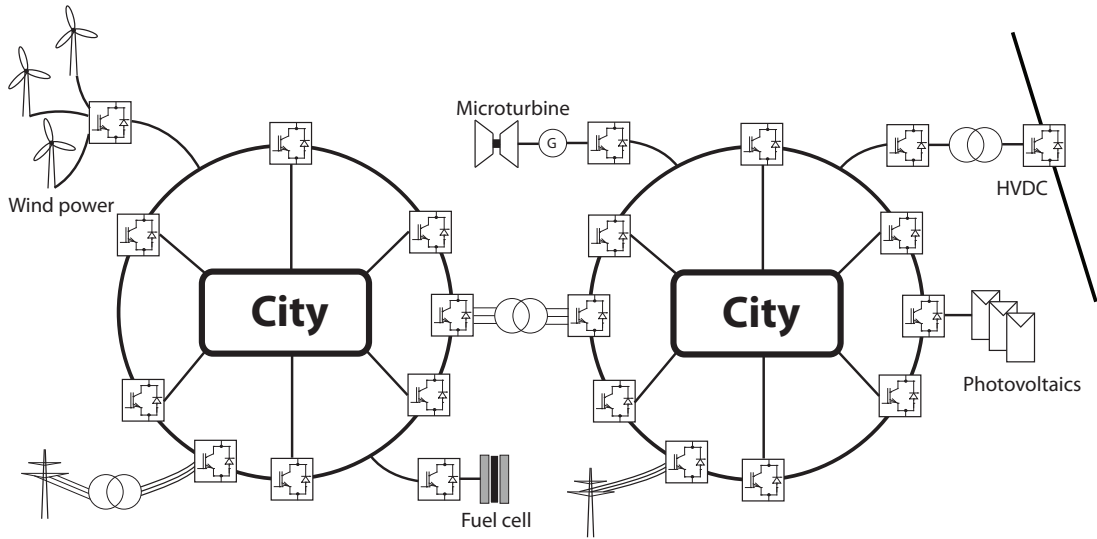 Microturbine
G
HVDC
Wind power
City
City
Photovoltaics
Fuel cell